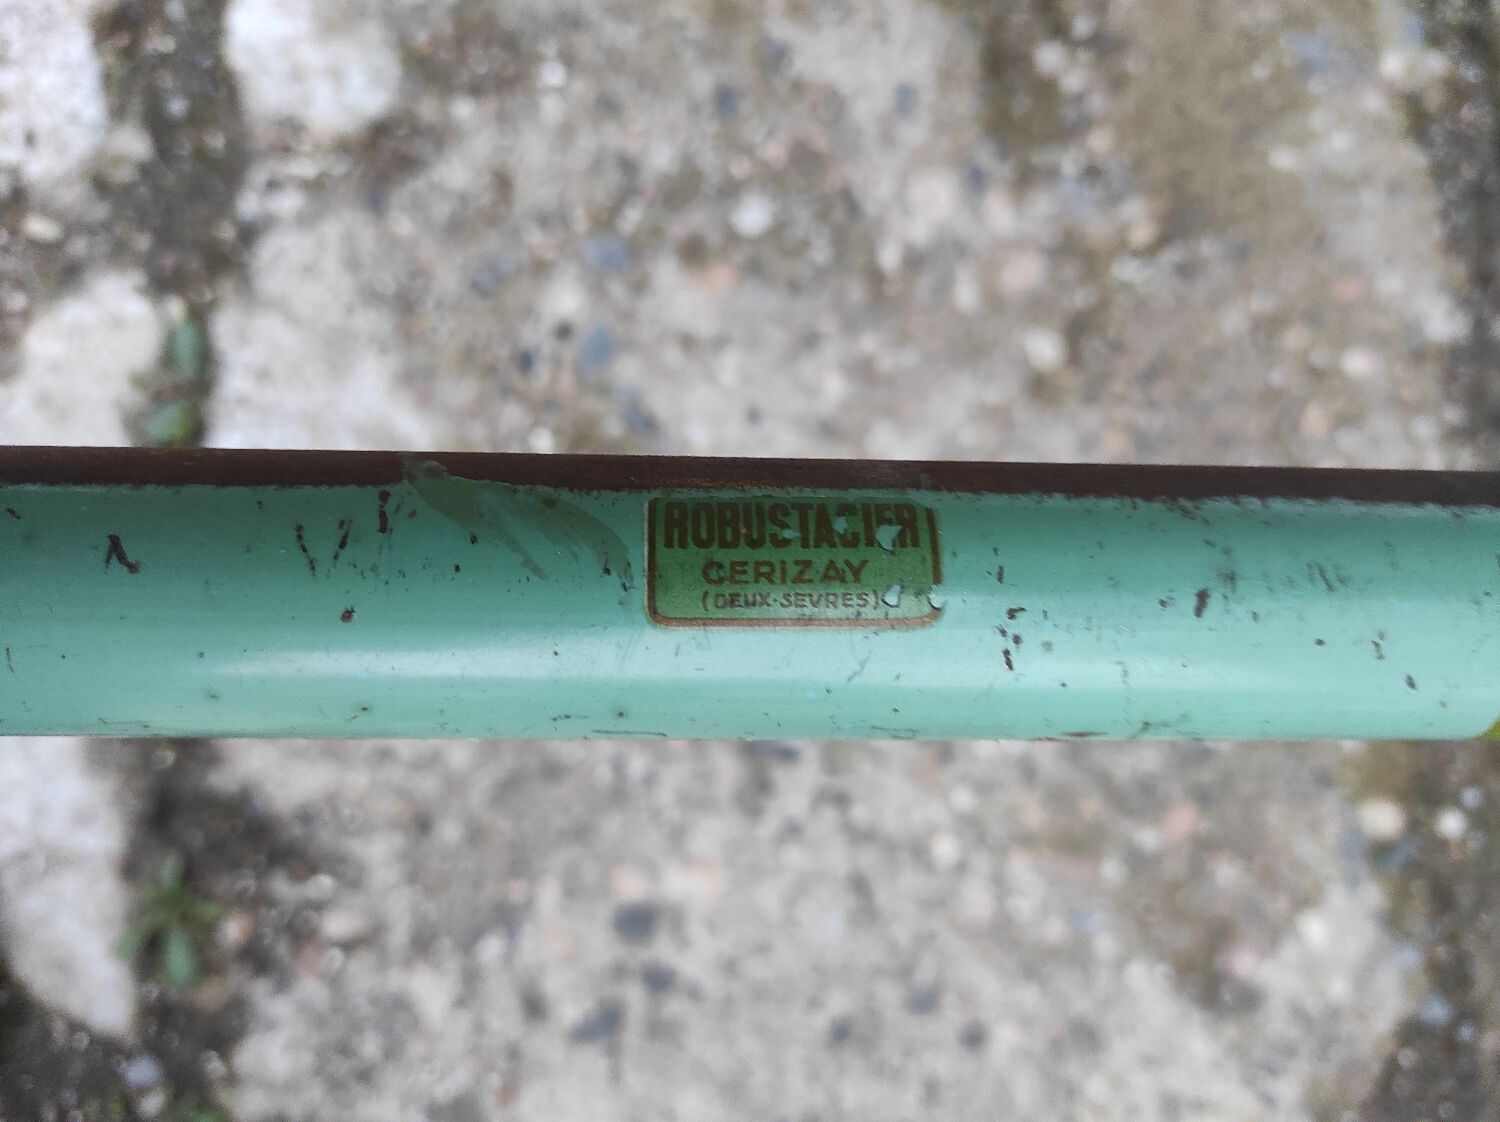 ROBUSTACIER
CERIZAY
(DEUX-SEVRES)